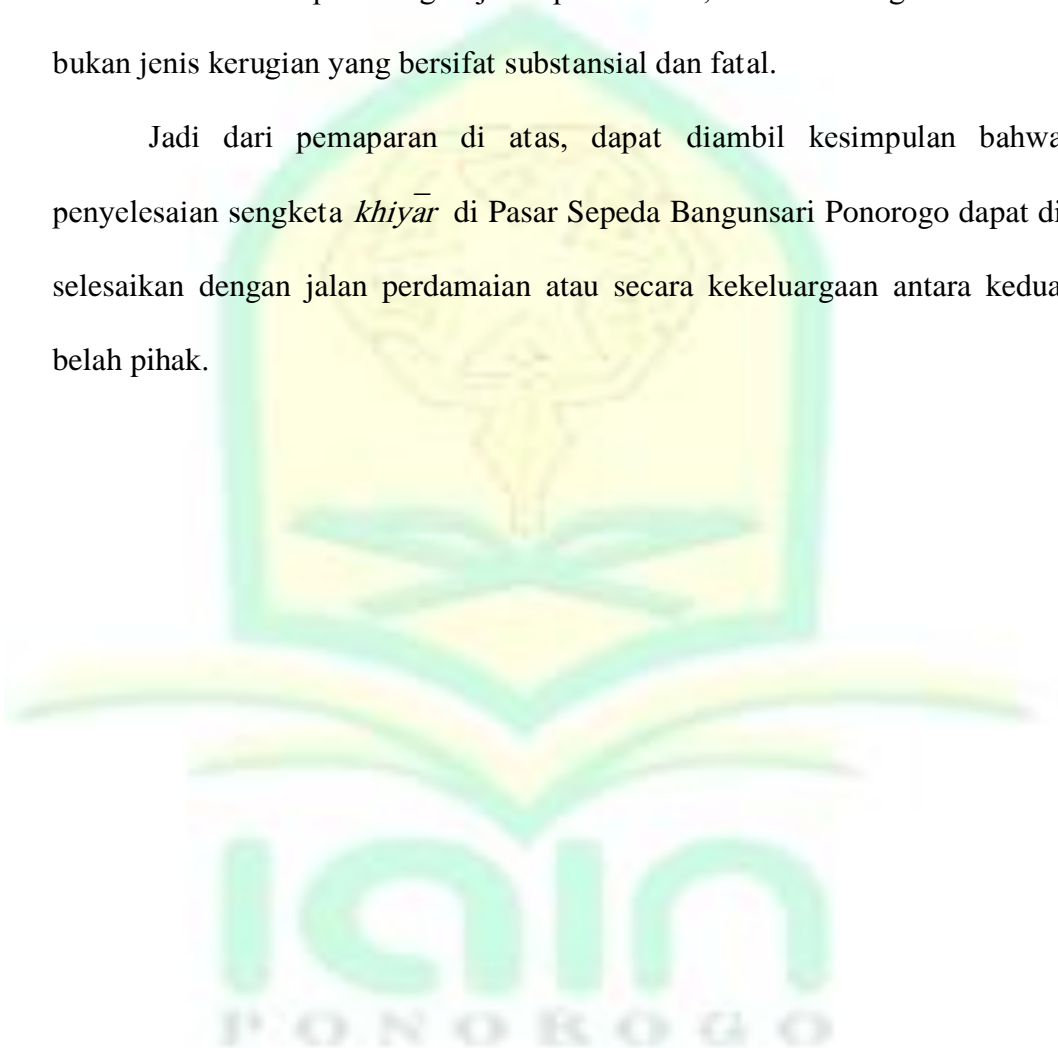 bukan jenis kerugian yang bersifat substansial dan fatal.
Jadi dari pemaparan di atas, dapat diambil kesimpulan bahwa
penyelesaian sengketa khiyār di Pasar Sepeda Bangunsari Ponorogo dapat di
selesaikan dengan jalan perdamaian atau secara kekeluargaan antara kedua
belah pihak.
iain
PONOROGO